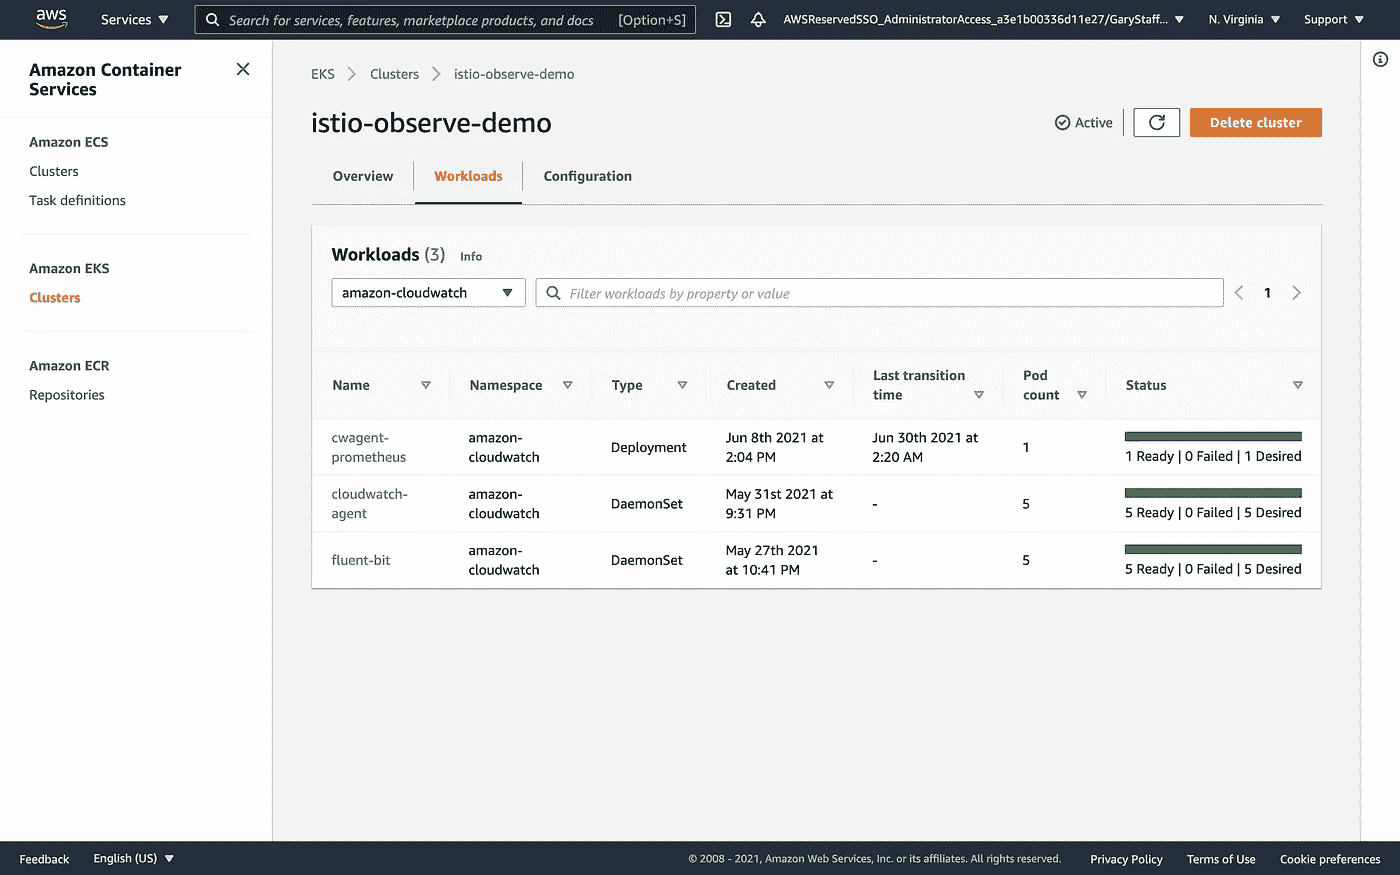 aws
Services
Search for services, features, marketplace products, and docs [Option+S]
AWSReservedSSO_AdministratorAccess_a3e1b00336d11e27/GaryStaff...
N. Virginia
Support
Amazon Container
Services
Amazon ECS
Clusters
Task definitions
Amazon EKS
Clusters
Amazon ECR
Repositories
EKS
Clusters
istio-observe-demo
istio-observe-demo
Active
Delete cluster
Overview
Workloads
Configuration
Workloads (3) Info
amazon-cloudwatch
Filter workloads by property or value
1
Name
Namespace
Type
Created
Last transition
time
Pod
count
Status
cwagent-
prometheus
amazon-
cloudwatch
Deployment
Jun 8th 2021 at
2:04 PM
Jun 30th 2021 at
2:20 AM
1
1 Ready | 0 Failed | 1 Desired
cloudwatch-
agent
amazon-
cloudwatch
DaemonSet
May 31st 2021 at
9:31 PM
-
5
5 Ready | 0 Failed | 5 Desired
fluent-bit
amazon-
cloudwatch
DaemonSet
May 27th 2021
at 10:41 PM
-
5
5 Ready | 0 Failed | 5 Desired
Feedback
English (US)
© 2008 - 2021, Amazon Web Services, Inc. or its affiliates. All rights reserved.
Privacy Policy
Terms of Use
Cookie preferences